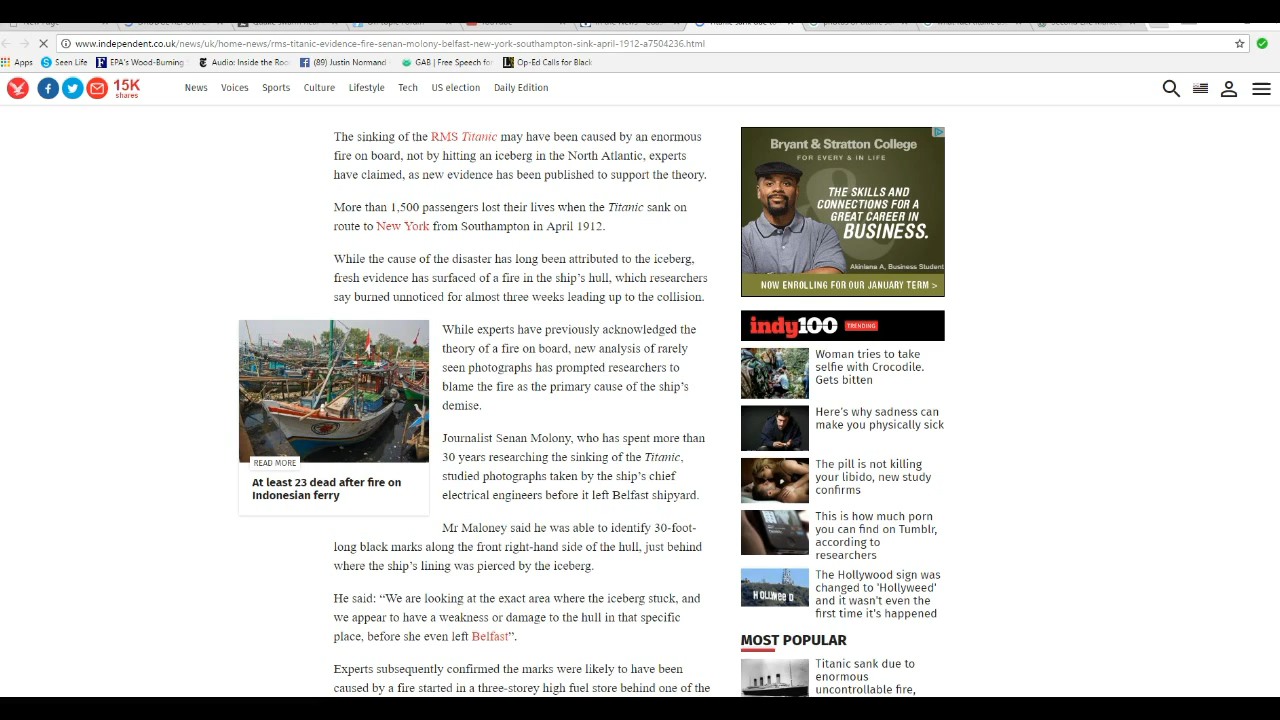 www.independent.co.uk/news/uk/home-news/rms-titanic-evidence-fire-senan-molony-belfast-new-york-southampton-sink-april-1912-a7504236.html
Apps Seen Life EPA's Wood-Burning Audio: Inside the Roo (89) Justin Normand GAB | Free Speech for Op-Ed Calls for Black
15K
shares
News Voices Sports Culture Lifestyle Tech US election Daily Edition
The sinking of the RMS Titanic may have been caused by an enormous
fire on board, not by hitting an iceberg in the North Atlantic, experts
have claimed, as new evidence has been published to support the theory.
More than 1,500 passengers lost their lives when the Titanic sank on
route to New York from Southampton in April 1912.
While the cause of the disaster has long been attributed to the iceberg,
fresh evidence has surfaced of a fire in the ship's hull, which researchers
say burned unnoticed for almost three weeks leading up to the collision.
While experts have previously acknowledged the
theory of a fire on board, new analysis of rarely
seen photographs has prompted researchers to
blame the fire as the primary cause of the ship's
demise.
READ MORE
At least 23 dead after fire on
Indonesian ferry
Journalist Senan Molony, who has spent more than
30 years researching the sinking of the Titanic,
studied photographs taken by the ship's chief
electrical engineers before it left Belfast shipyard.
Mr Maloney said he was able to identify 30-foot-
long black marks along the front right-hand side of the hull, just behind
where the ship's lining was pierced by the iceberg.
He said: “We are looking at the exact area where the iceberg stuck, and
we appear to have a weakness or damage to the hull in that specific
place, before she even left Belfast”.
Experts subsequently confirmed the marks were likely to have been
caused by a fire started in a three-storey high fuel store behind one of the
Bryant & Stratton College
FOR EVERY & IN LIFE
THE SKILLS AND
CONNECTIONS FOR A
GREAT CAREER IN
BUSINESS.
Akinlana A, Business Student
NOW ENROLLING FOR OUR JANUARY TERM >
indy100 TRENDING
Woman tries to take
selfie with Crocodile.
Gets bitten
Here's why sadness can
make you physically sick
The pill is not killing
your libido, new study
confirms
This is how much porn
you can find on Tumblr,
according to
researchers
The Hollywood sign was
changed to 'Hollyweed'
and it wasn't even the
first time it's happened
MOST POPULAR
Titanic sank due to
enormous
uncontrollable fire,